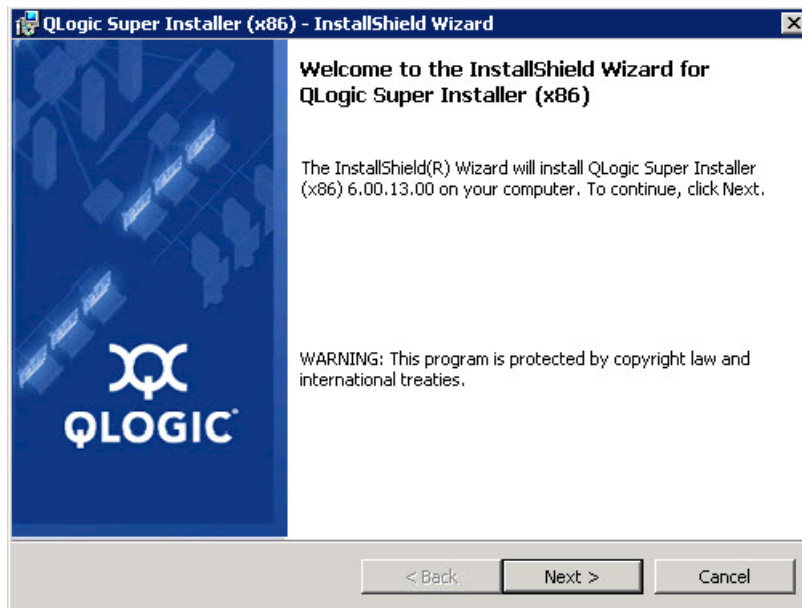 QLogic Super Installer (x86) - InstallShield Wizard
Welcome to the InstallShield Wizard for
QLogic Super Installer (x86)
The InstallShield(R) Wizard will install QLogic Super Installer
(x86) 6.00.13.00 on your computer. To continue, click Next.
WARNING: This program is protected by copyright law and
international treaties.
QLOGIC
< Back
Next >
Cancel